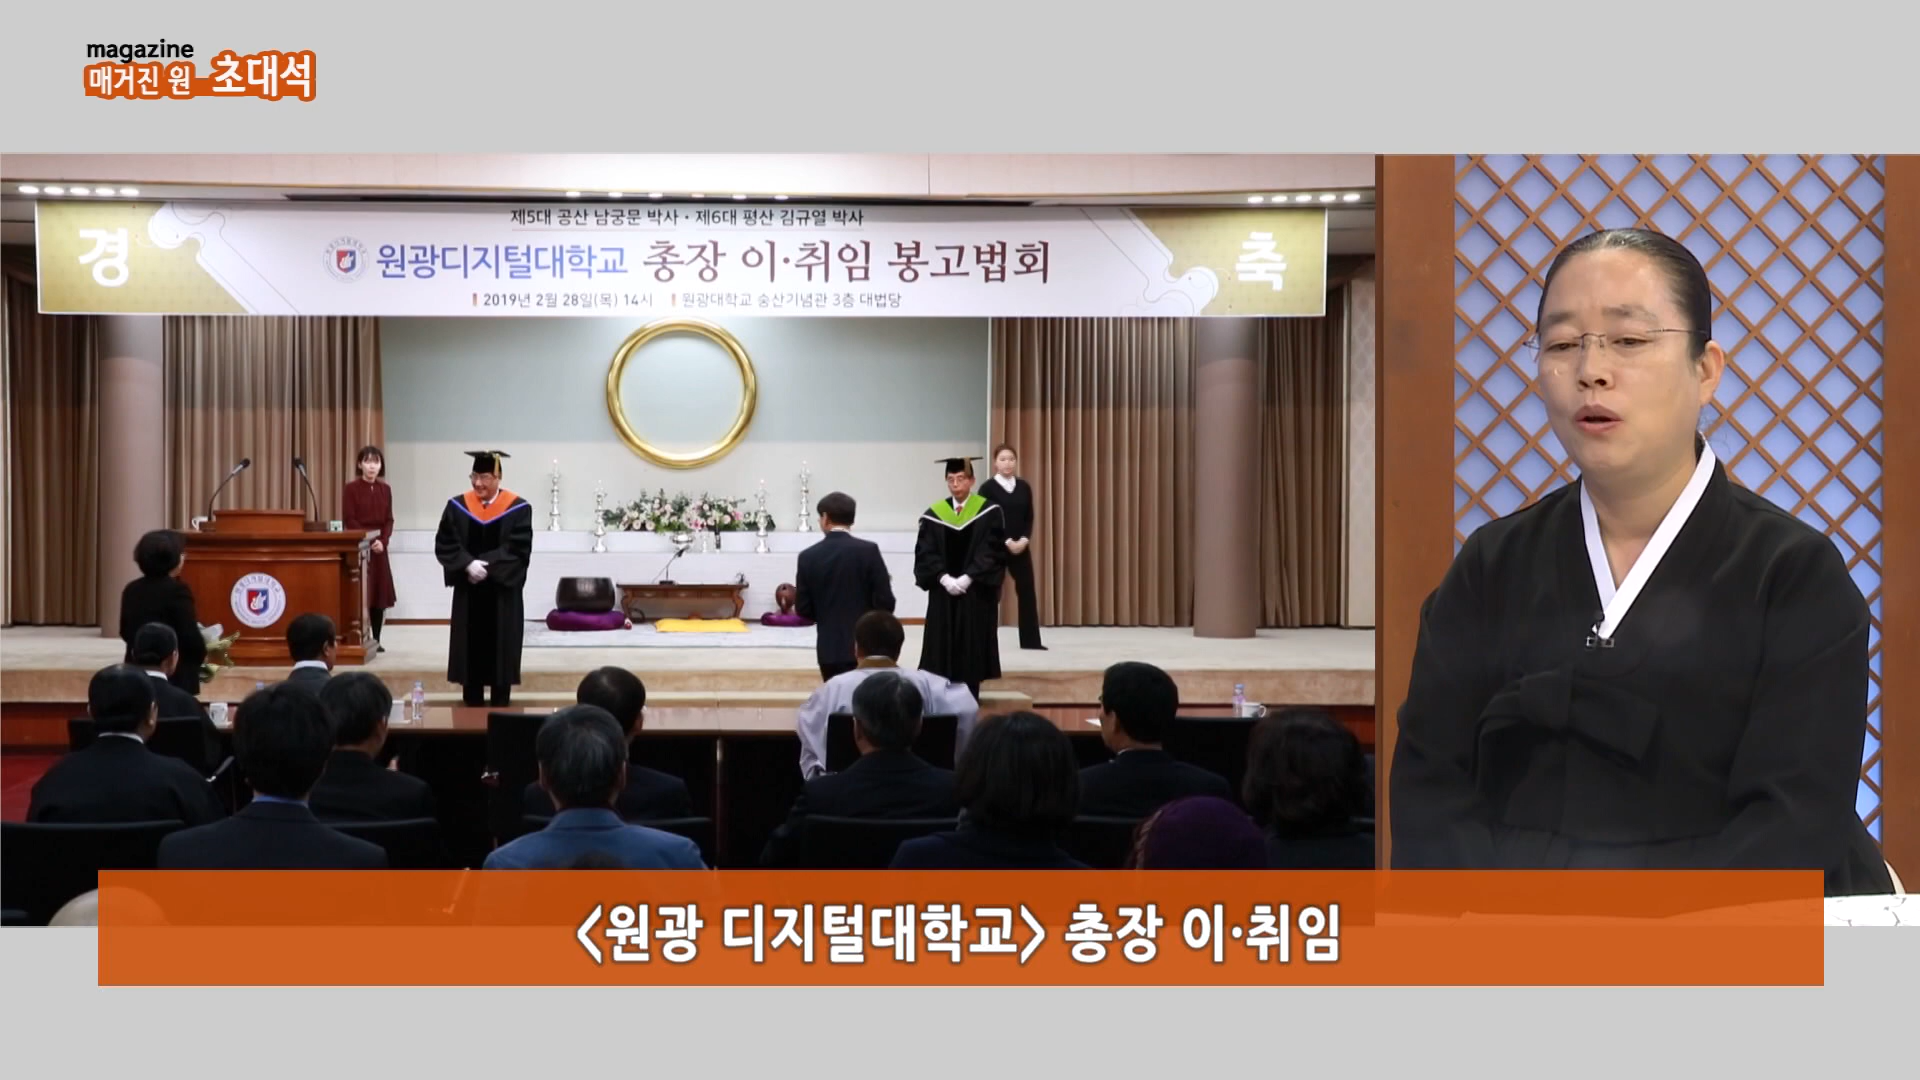 magazine
매거진 원 초대석
제5대 공산 남궁문 박사 · 제6대 평산 김규열 박사
경 원광디지털대학교 총장 이·취임 봉고법회 축
2019년 2월 28일(목) 14시 원광대학교 숭산기념관 3층 대법당
<원광 디지털대학교> 총장 이·취임